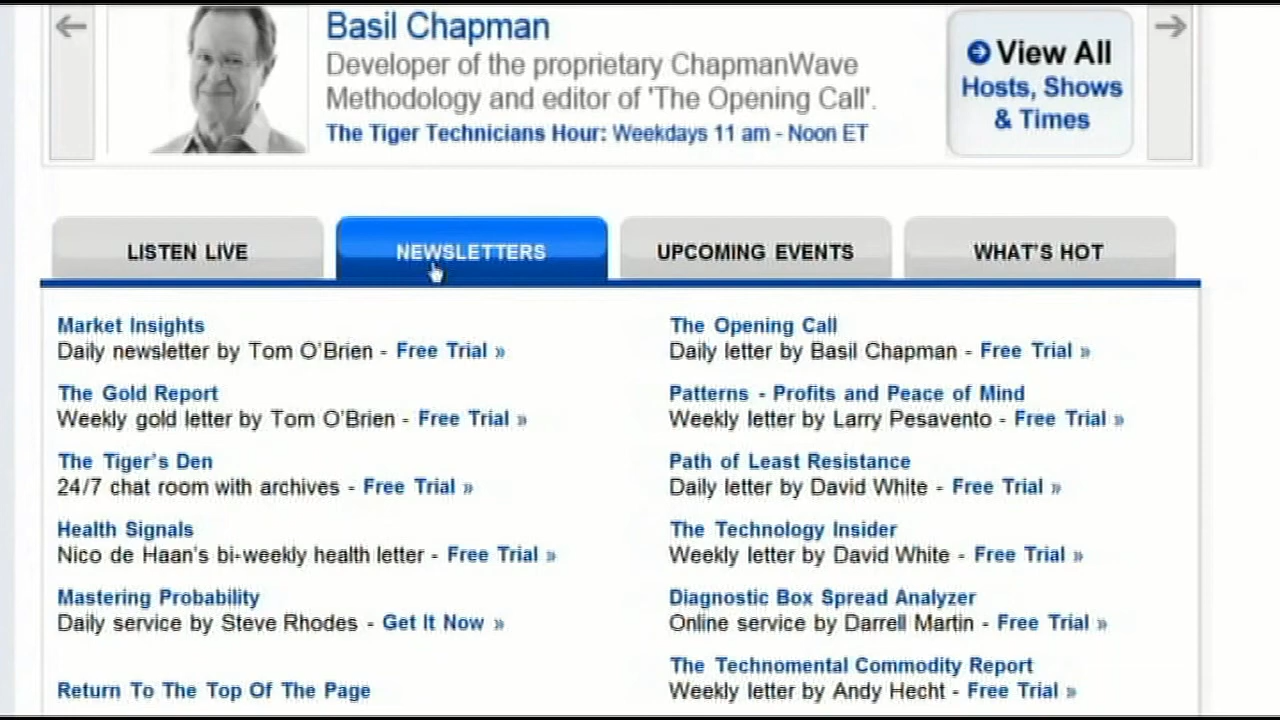 Basil Chapman
Developer of the proprietary ChapmanWave
Methodology and editor of 'The Opening Call'.
The Tiger Technicians Hour: Weekdays 11 am - Noon ET
View All
Hosts, Shows
& Times
LISTEN LIVE
NEWSLETTERS
UPCOMING EVENTS
WHAT'S HOT
Market Insights
Daily newsletter by Tom O'Brien - Free Trial »
The Gold Report
Weekly gold letter by Tom O'Brien - Free Trial »
The Tiger's Den
24/7 chat room with archives - Free Trial »
Health Signals
Nico de Haan's bi-weekly health letter - Free Trial »
Mastering Probability
Daily service by Steve Rhodes - Get It Now »
Return To The Top Of The Page
The Opening Call
Daily letter by Basil Chapman - Free Trial »
Patterns - Profits and Peace of Mind
Weekly letter by Larry Pesavento - Free Trial »
Path of Least Resistance
Daily letter by David White - Free Trial »
The Technology Insider
Weekly letter by David White - Free Trial »
Diagnostic Box Spread Analyzer
Online service by Darrell Martin - Free Trial »
The Technomental Commodity Report
Weekly letter by Andy Hecht - Free Trial »